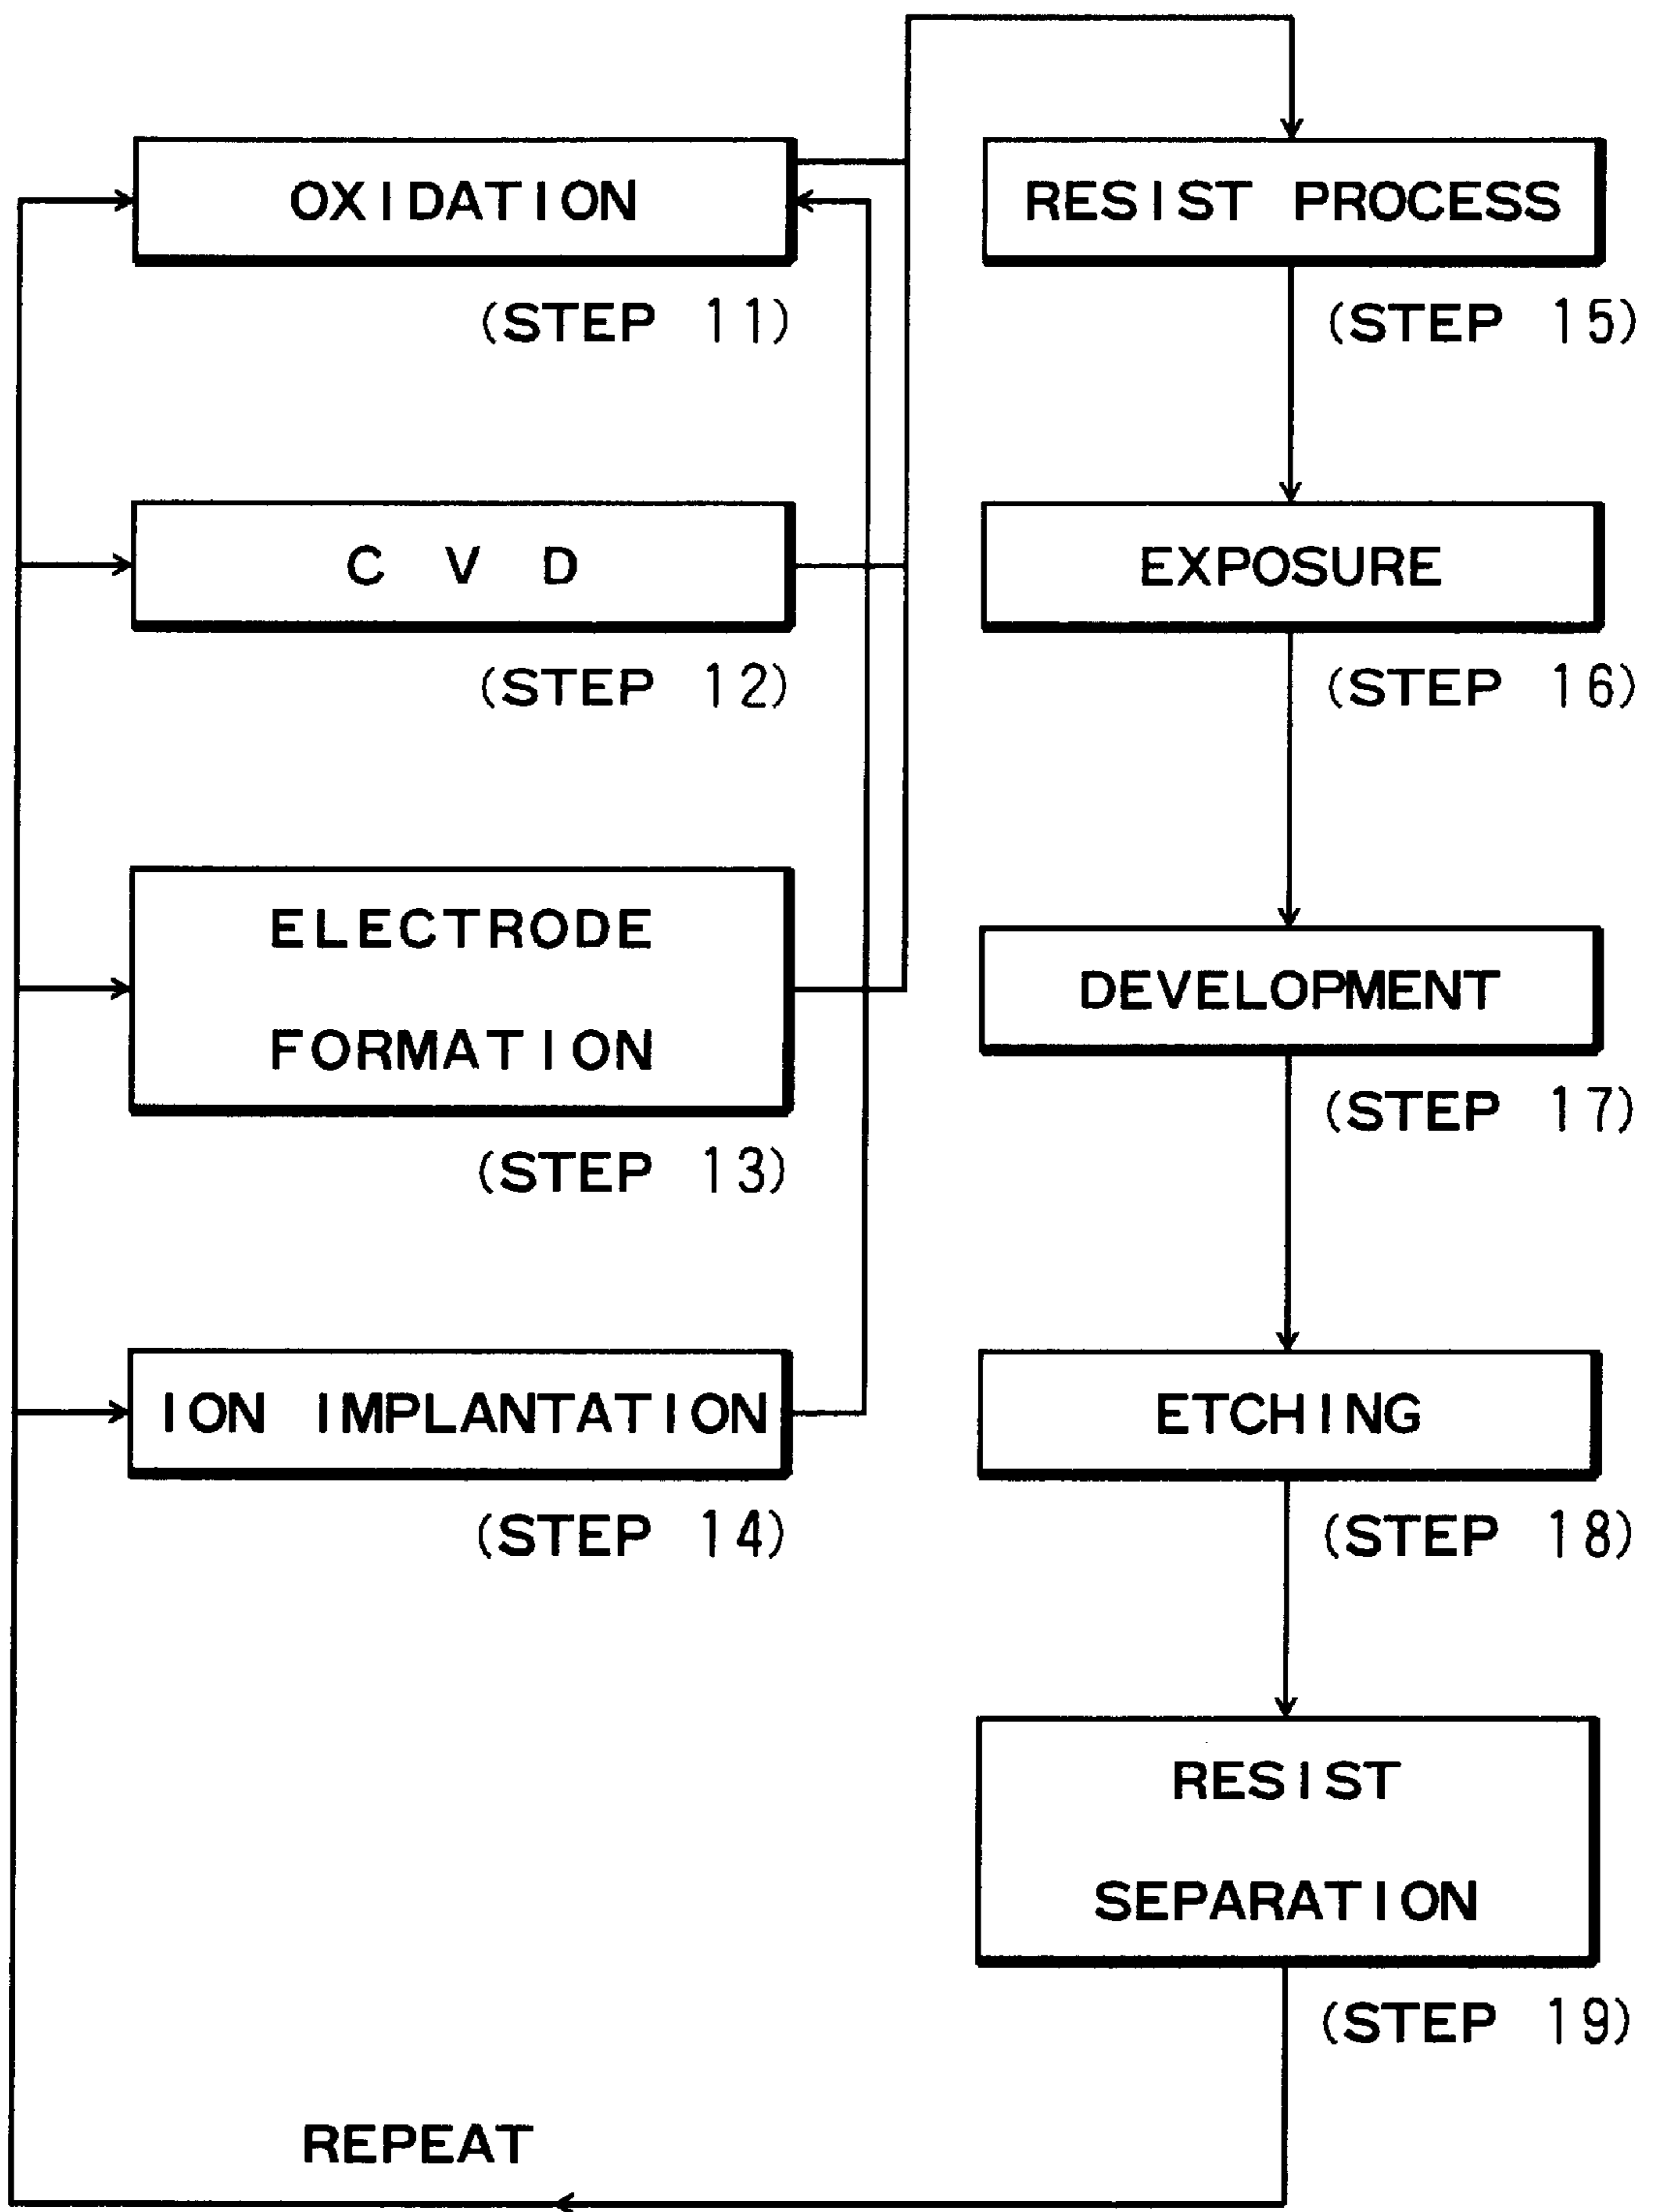 OXIDATION
(STEP 11)
C V D
(STEP 12)
ELECTRODE
FORMATION
(STEP 13)
ION IMPLANTATION
(STEP 14)
RESIST PROCESS
(STEP 15)
EXPOSURE
(STEP 16)
DEVELOPMENT
(STEP 17)
ETCHING
(STEP 18)
RESIST
SEPARATION
(STEP 19)
REPEAT